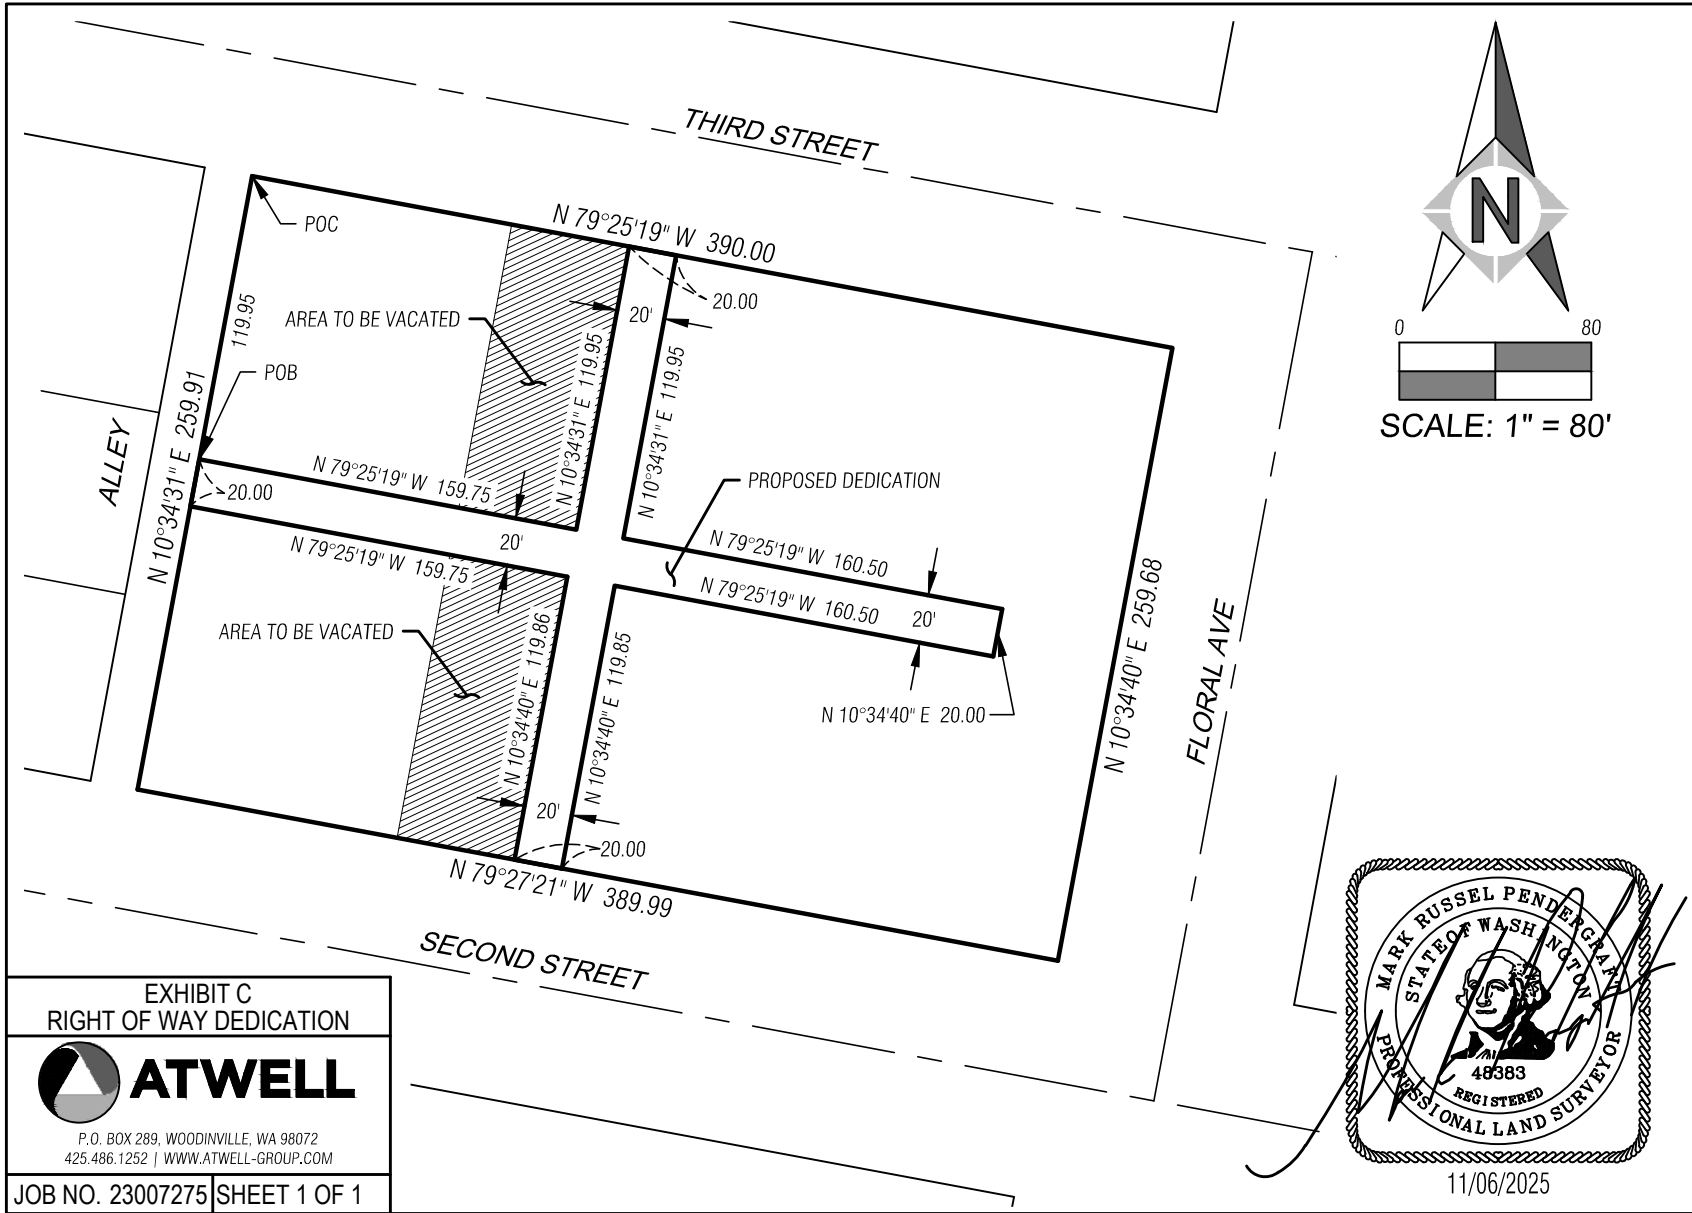 THIRD STREET
N 79°25'19" W 390.00
POC
20.00
20'
119.95
AREA TO BE VACATED
N 10°34'31" E 119.95
N 10°34'31" E 119.95
POB
N 10°34'31" E 259.91
ALLEY
N 79°25'19" W 159.75
20.00
PROPOSED DEDICATION
20'
N 79°25'19" W 159.75
N 79°25'19" W 160.50
N 79°25'19" W 160.50
20'
AREA TO BE VACATED
N 10°34'40" E 119.86
N 10°34'40" E 119.85
N 10°34'40" E 20.00
N 10°34'40" E 259.68
FLORAL AVE
20'
20.00
N 79°27'21" W 389.99
SECOND STREET
N
0 80
SCALE: 1" = 80'
MARK RUSSEL PENDERGRAFT
STATE OF WASHINGTON
48383
REGISTERED
PROFESSIONAL LAND SURVEYOR
11/06/2025
EXHIBIT C
RIGHT OF WAY DEDICATION
ATWELL
P.O. BOX 289, WOODINVILLE, WA 98072
425.486.1252 | WWW.ATWELL-GROUP.COM
JOB NO. 23007275 SHEET 1 OF 1